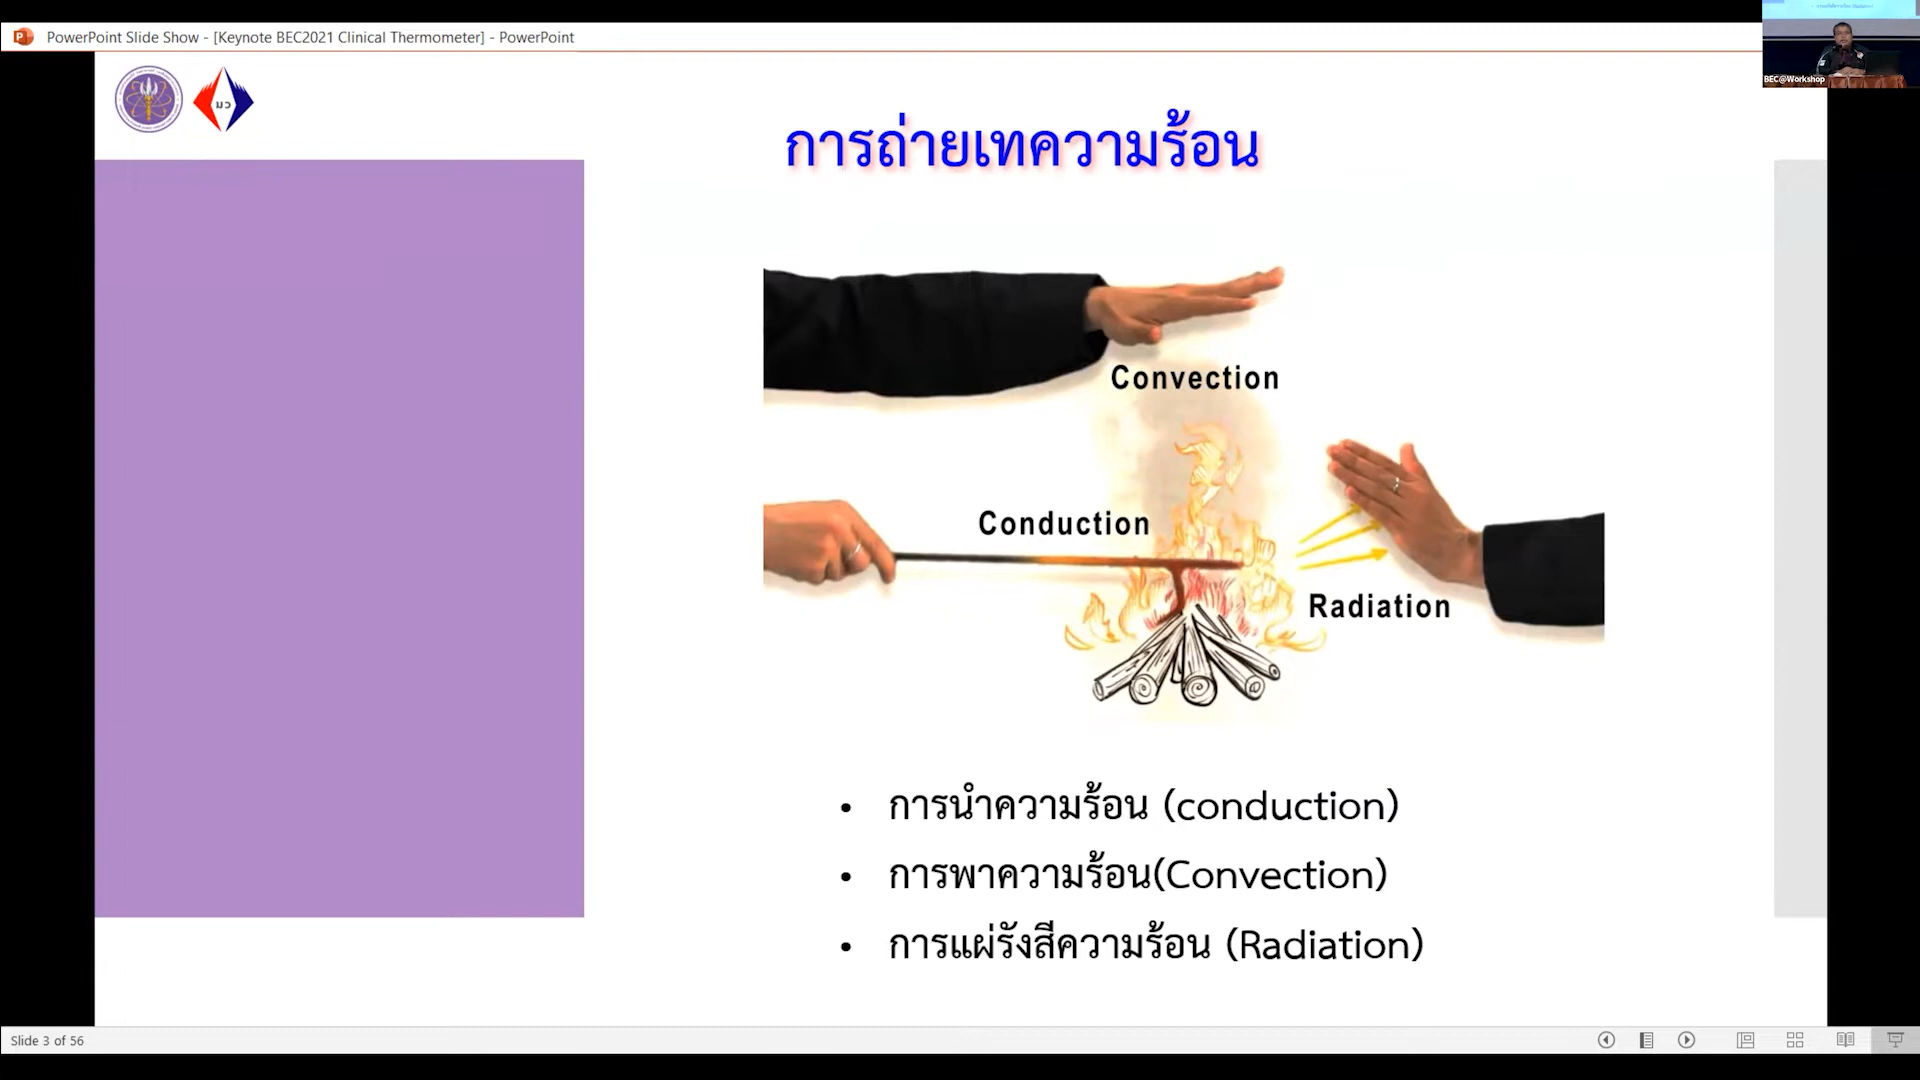 PowerPoint Slide Show - [Keynote BEC2021 Clinical Thermometer] - PowerPoint
BEC@Workshop
มว
การถ่ายเทความร้อน
Convection
Conduction
Radiation
• การนำความร้อน (conduction)
• การพาความร้อน(Convection)
• การแผ่รังสีความร้อน (Radiation)
Slide 3 of 56